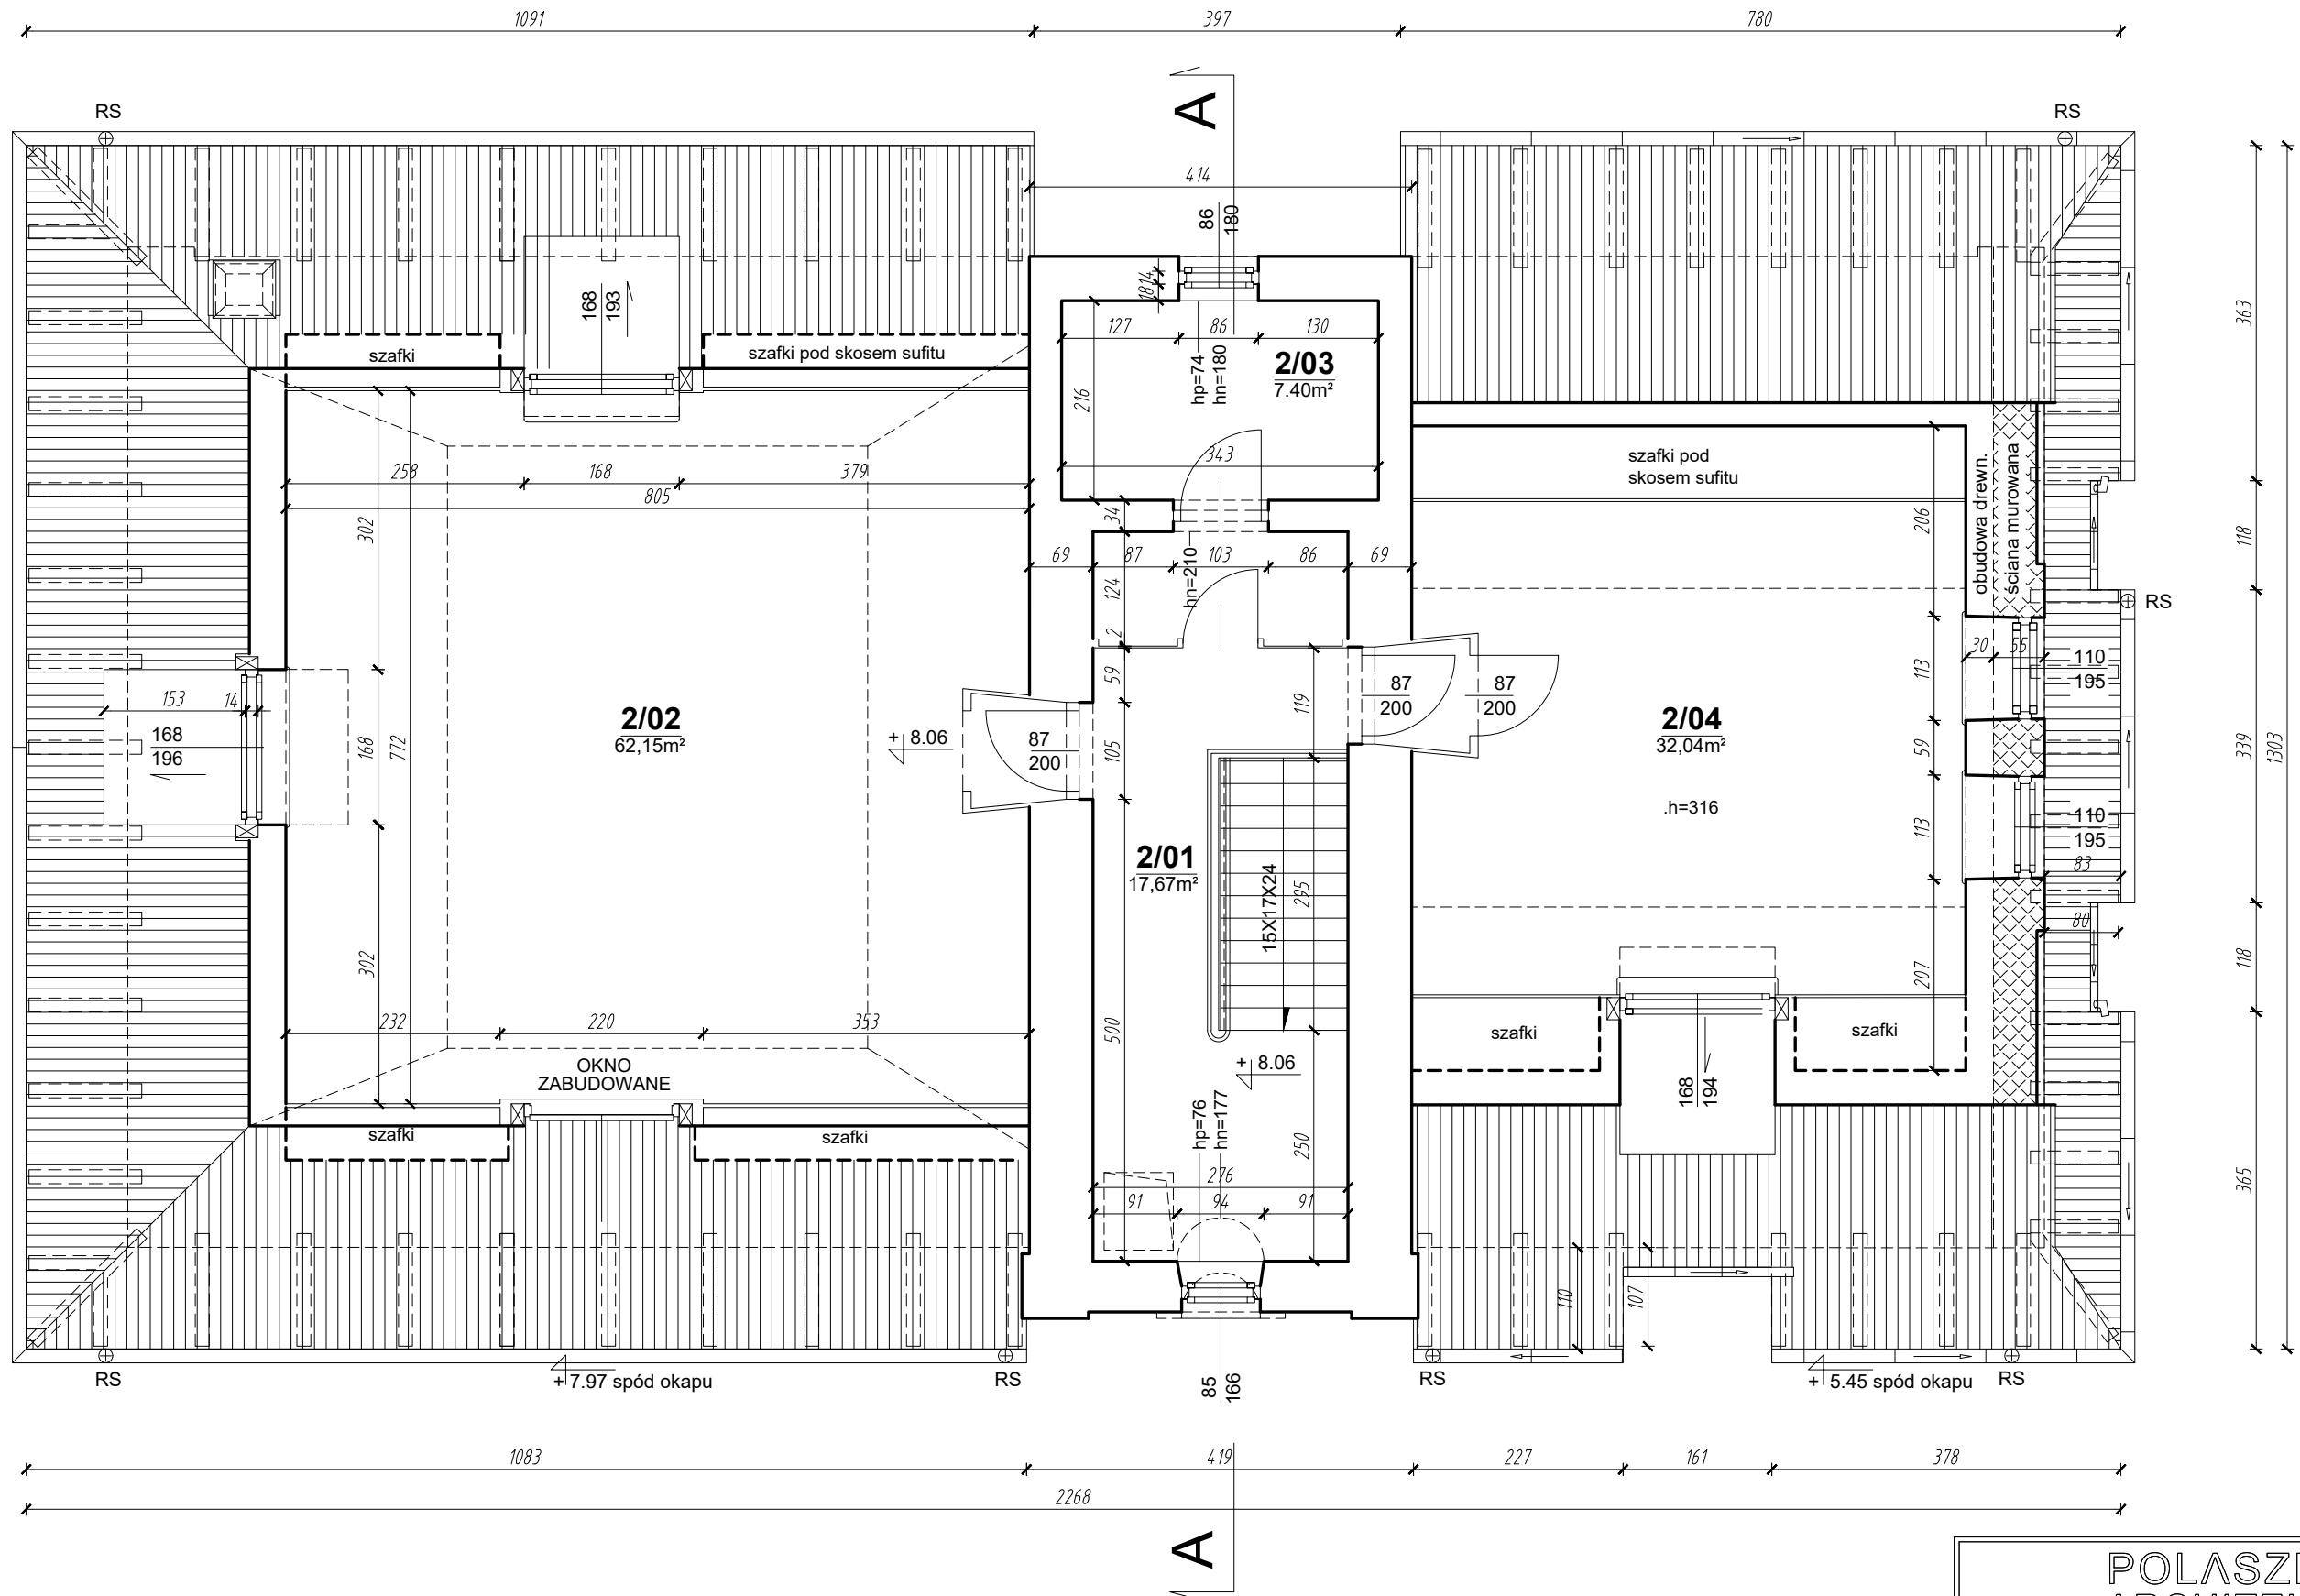 1091
397
780
RS
A
RS
414
86
180
168
193
14
18
127
86
130
2/03
7.40m²
hp=74
hn=180
szafki
szafki pod skosem sufitu
216
343
258
168
379
805
szafki pod
skosem sufitu
obudowa drewn.
ściana murowana
206
363
118
302
34
69
87
103
86
69
hn=210
124
2
59
RS
30
55
110
195
113
153
14
168
196
168
772
2/02
62,15m²
+ 8.06
87
200
105
119
87
200
87
200
2/04
32,04m²
59
339
1303
.h=316
113
110
195
83
2/01
17,67m²
15X17X24
295
80
302
207
118
232
220
353
500
OKNO
ZABUDOWANE
+ 8.06
szafki
szafki
168
194
szafki
szafki
hp=76
hn=177
250
276
91
94
91
365
110
107
RS
+ 7.97 spód okapu
RS
85
166
RS
+ 5.45 spód okapu
RS
1083
419
227
161
378
2268
A